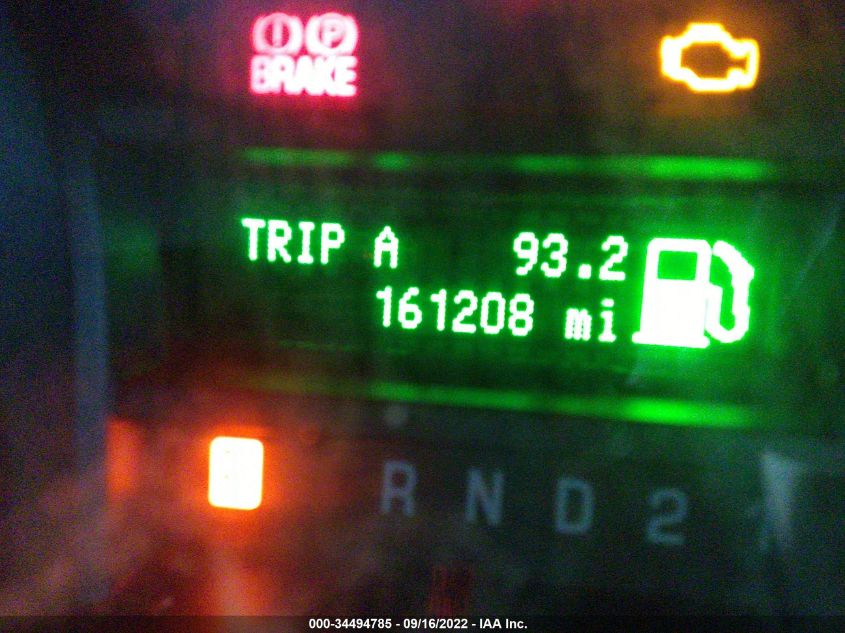 BRAKE
TRIP A 93.2
161208 mi
R N D 2
000-34494785 - 09/16/2022 - IAA Inc.